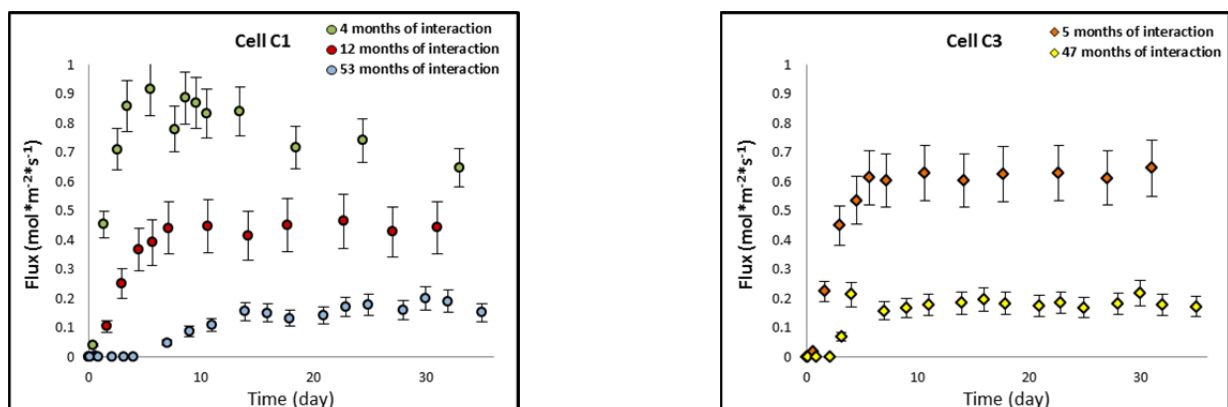 Cell C1
4 months of interaction
12 months of interaction
53 months of interaction
1
0.9
0.8
0.7
0.6
0.5
0.4
0.3
0.2
0.1
0
Flux (mol*m⁻²*s⁻¹)
0 10 20 30
Time (day)
Cell C3
5 months of interaction
47 months of interaction
1
0.9
0.8
0.7
0.6
0.5
0.4
0.3
0.2
0.1
0
Flux (mol*m⁻²*s⁻¹)
0 10 20 30
Time (day)